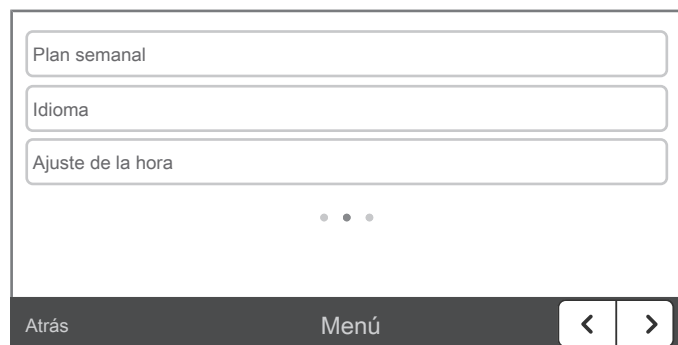 Plan semanal
Idioma
Ajuste de la hora
Atrás Menú